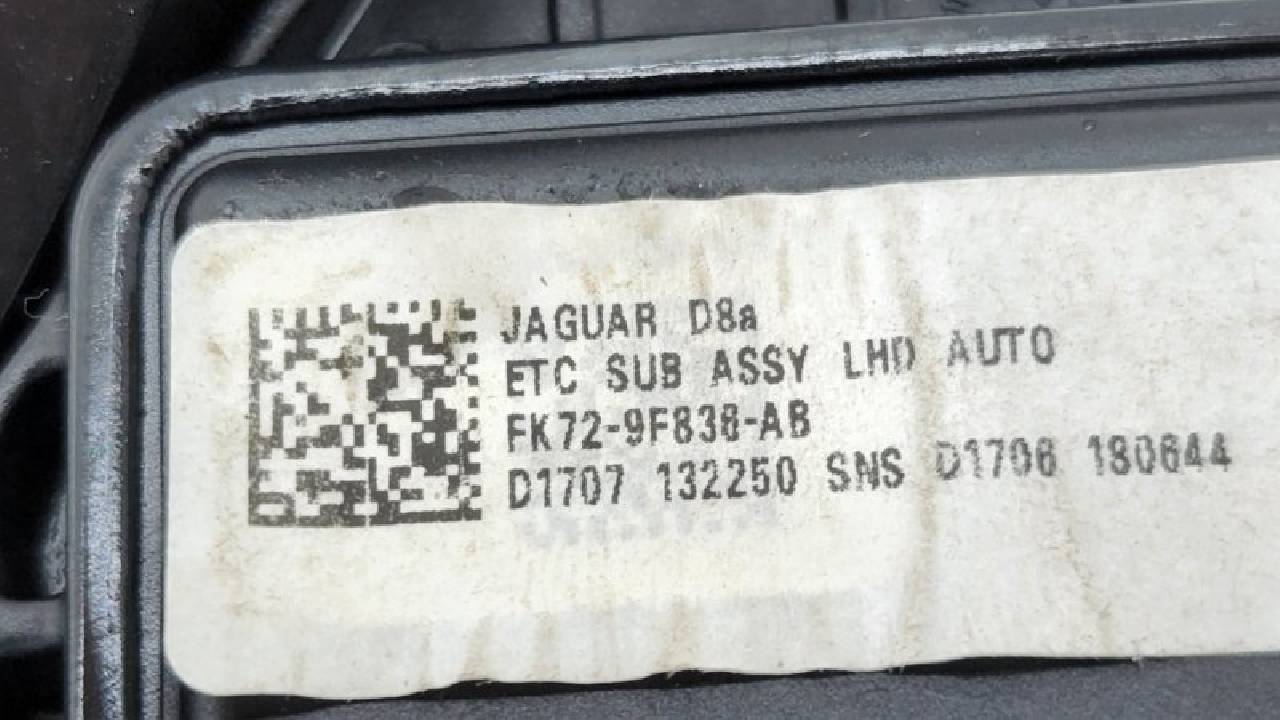 JAGUAR D8a
ETC SUB ASSY LHD AUTO
FK72-9F838-AB
D1707 132250 SNS D1706 180644